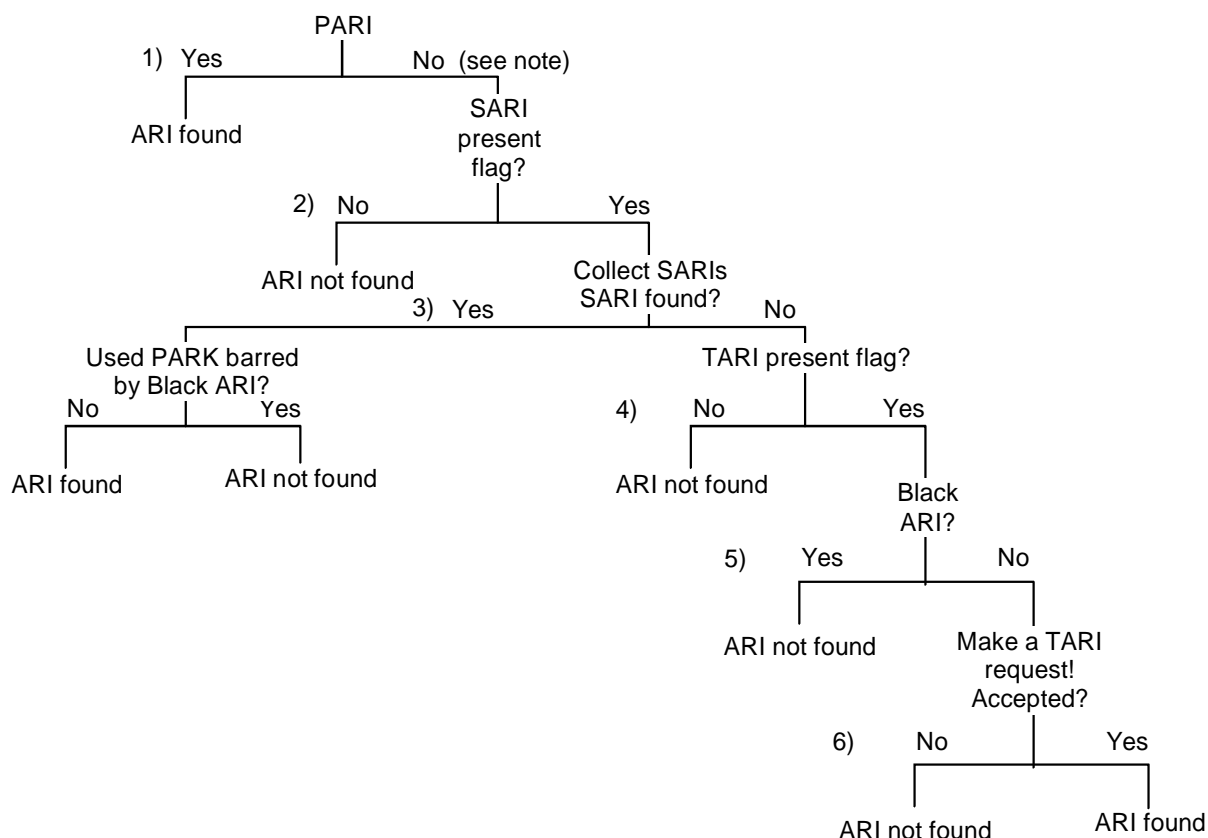 PARI
1) Yes
No (see note)
ARI found
SARI
present
flag?
2) No
Yes
ARI not found
Collect SARIs
SARI found?
3) Yes
No
Used PARK barred
by Black ARI?
TARI present flag?
No
Yes
4) No
Yes
ARI found
ARI not found
ARI not found
Black
ARI?
5) Yes
No
ARI not found
Make a TARI
request!
Accepted?
6) No
Yes
ARI not found
ARI found